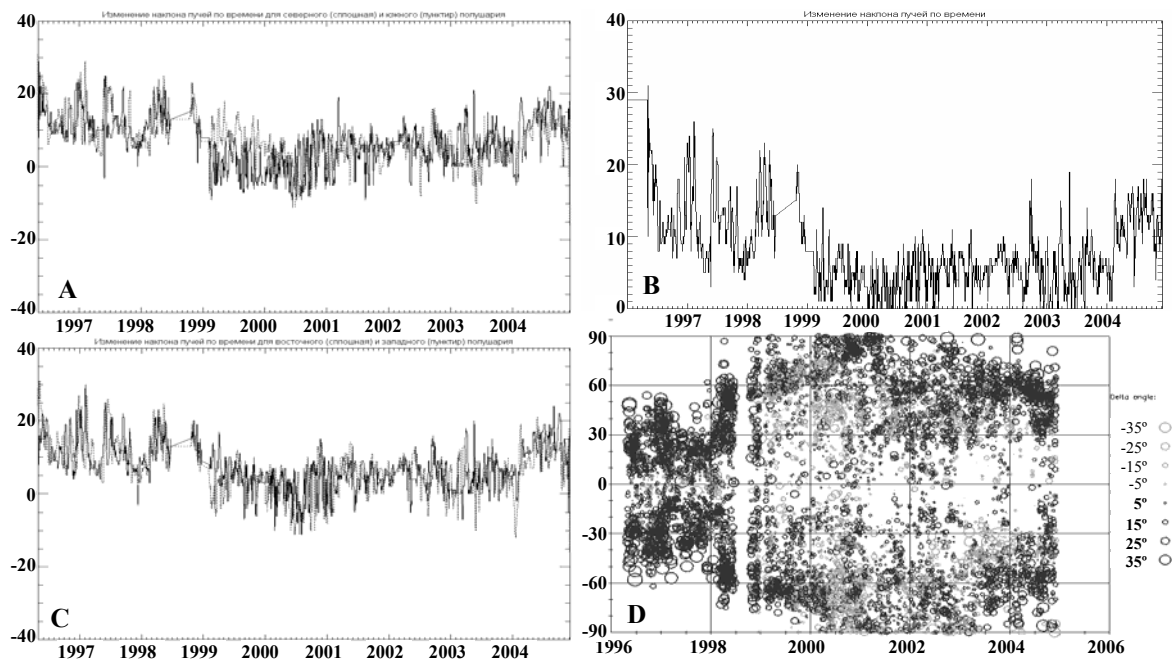 Изменение наклона лучей по времени для северного (сплошная) и южного (пунктир) полушария
40
20
0
-20
-40
A
1997 1998 1999 2000 2001 2002 2003 2004
Изменение наклона лучей по времени
40
30
20
10
0
B
1997 1998 1999 2000 2001 2002 2003 2004
Изменение наклона лучей по времени для восточного (сплошная) и западного (пунктир) полушария
40
20
0
-20
-40
C
1997 1998 1999 2000 2001 2002 2003 2004
90
60
30
0
-30
-60
-90
D
1996 1998 2000 2002 2004 2006
Delta angle:
-35º
-25º
-15º
-5º
5º
15º
25º
35º